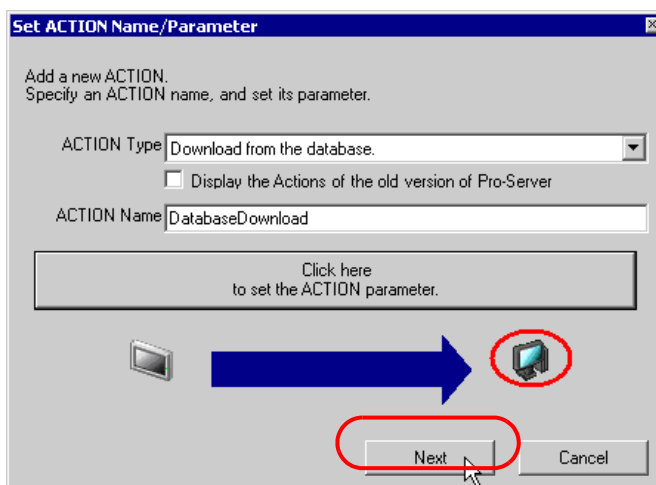 Set ACTION Name/Parameter
Add a new ACTION.
Specify an ACTION name, and set its parameter.
ACTION Type Download from the database.
Display the Actions of the old version of Pro-Server
ACTION Name DatabaseDownload
Click here
to set the ACTION parameter.
Next Cancel